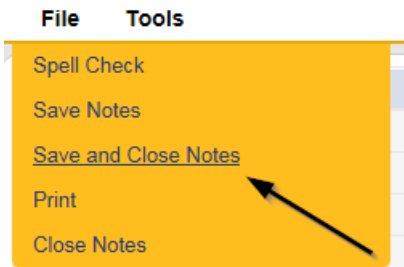 File Tools
Spell Check
Save Notes
Save and Close Notes
Print
Close Notes